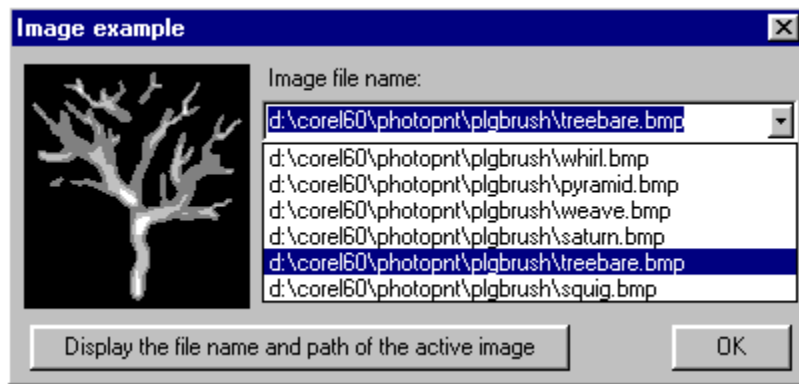 Image example
Image file name:
d:\corel60\photopnt\plgbrush\treebare.bmp
d:\corel60\photopnt\plgbrush\whirl.bmp
d:\corel60\photopnt\plgbrush\pyramid.bmp
d:\corel60\photopnt\plgbrush\weave.bmp
d:\corel60\photopnt\plgbrush\saturn.bmp
d:\corel60\photopnt\plgbrush\treebare.bmp
d:\corel60\photopnt\plgbrush\squig.bmp
Display the file name and path of the active image
OK